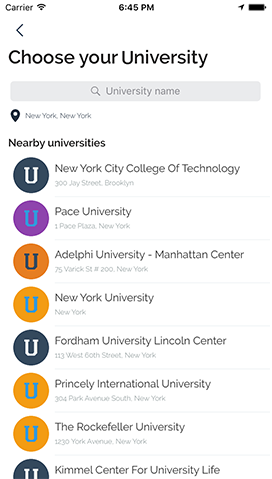 Carrier 6:45 PM
Choose your University
University name
New York, New York
Nearby universities
U
New York City College Of Technology
300 Jay Street, Brooklyn
U
Pace University
1 Pace Plaza, New York
U
Adelphi University - Manhattan Center
75 Varick St # 200, New York
U
New York University
New York
U
Fordham University Lincoln Center
113 West 60th Street, New York
U
Princely International University
304 Park Avenue South, New York
U
The Rockefeller University
1230 York Avenue, New York
U
Kimmel Center For University Life